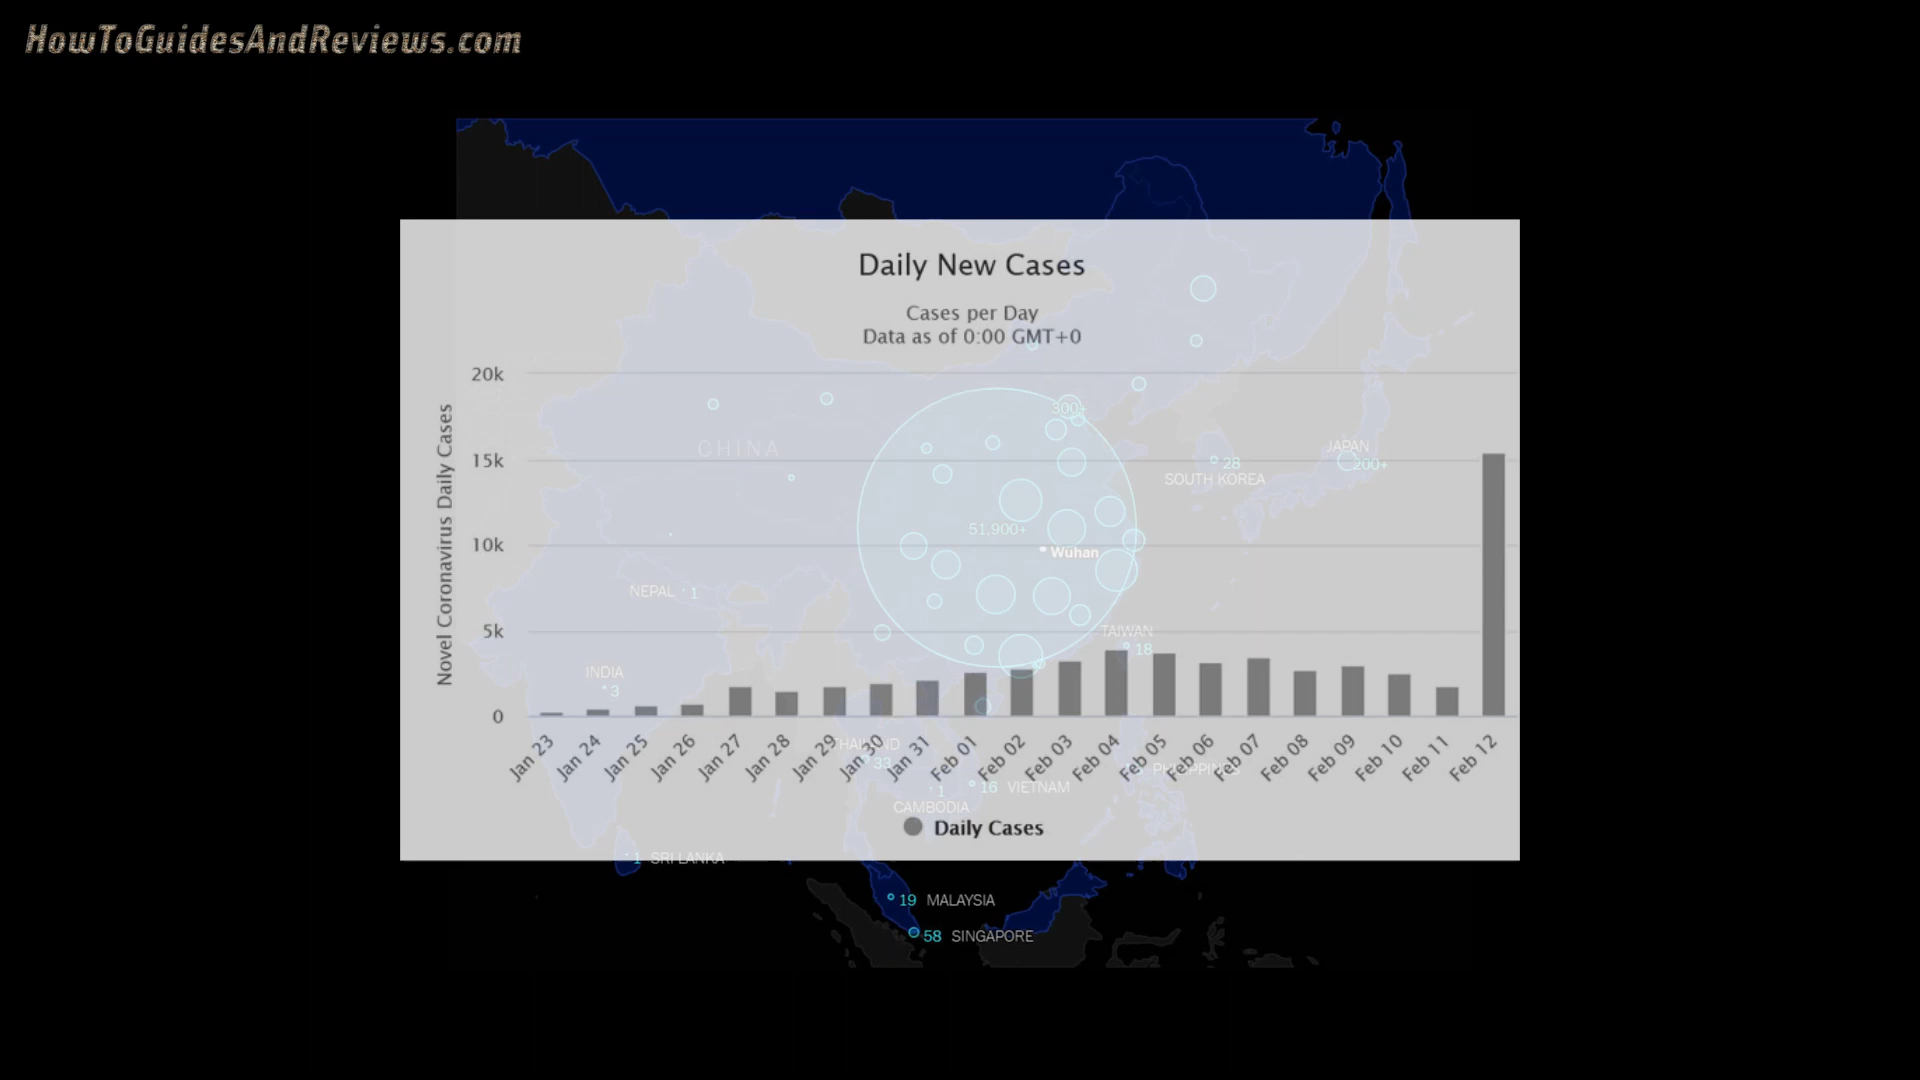 HowToGuidesAndReviews.com
Daily New Cases
Cases per Day
Data as of 0:00 GMT+0
Novel Coronavirus Daily Cases
20k
15k
10k
5k
0
Jan 23
Jan 24
Jan 25
Jan 26
Jan 27
Jan 28
Jan 29
Jan 30
Jan 31
Feb 01
Feb 02
Feb 03
Feb 04
Feb 05
Feb 06
Feb 07
Feb 08
Feb 09
Feb 10
Feb 11
Feb 12
Daily Cases
300+
CHINA
JAPAN
200+
28
SOUTH KOREA
51,900+
Wuhan
NEPAL 1
TAIWAN
18
INDIA
3
THAILAND
33
PHILIPPINES
16 VIETNAM
1
CAMBODIA
1 SRI LANKA
19 MALAYSIA
58 SINGAPORE